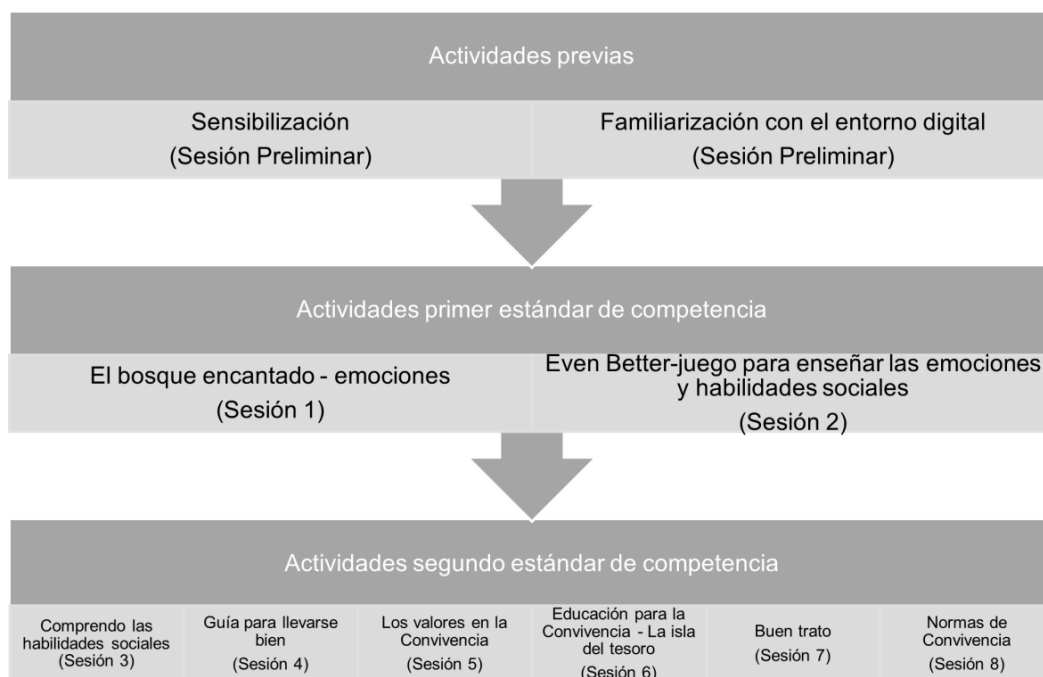 Actividades previas
Sensibilización
(Sesión Preliminar)
Familiarización con el entorno digital
(Sesión Preliminar)
Actividades primer estándar de competencia
El bosque encantado - emociones
(Sesión 1)
Even Better-juego para enseñar las emociones
y habilidades sociales
(Sesión 2)
Actividades segundo estándar de competencia
Comprendo las
habilidades sociales
(Sesión 3)
Guía para llevarse
bien
(Sesión 4)
Los valores en la
Convivencia
(Sesión 5)
Educación para la
Convivencia - La isla
del tesoro
(Sesión 6)
Buen trato
(Sesión 7)
Normas de
Convivencia
(Sesión 8)